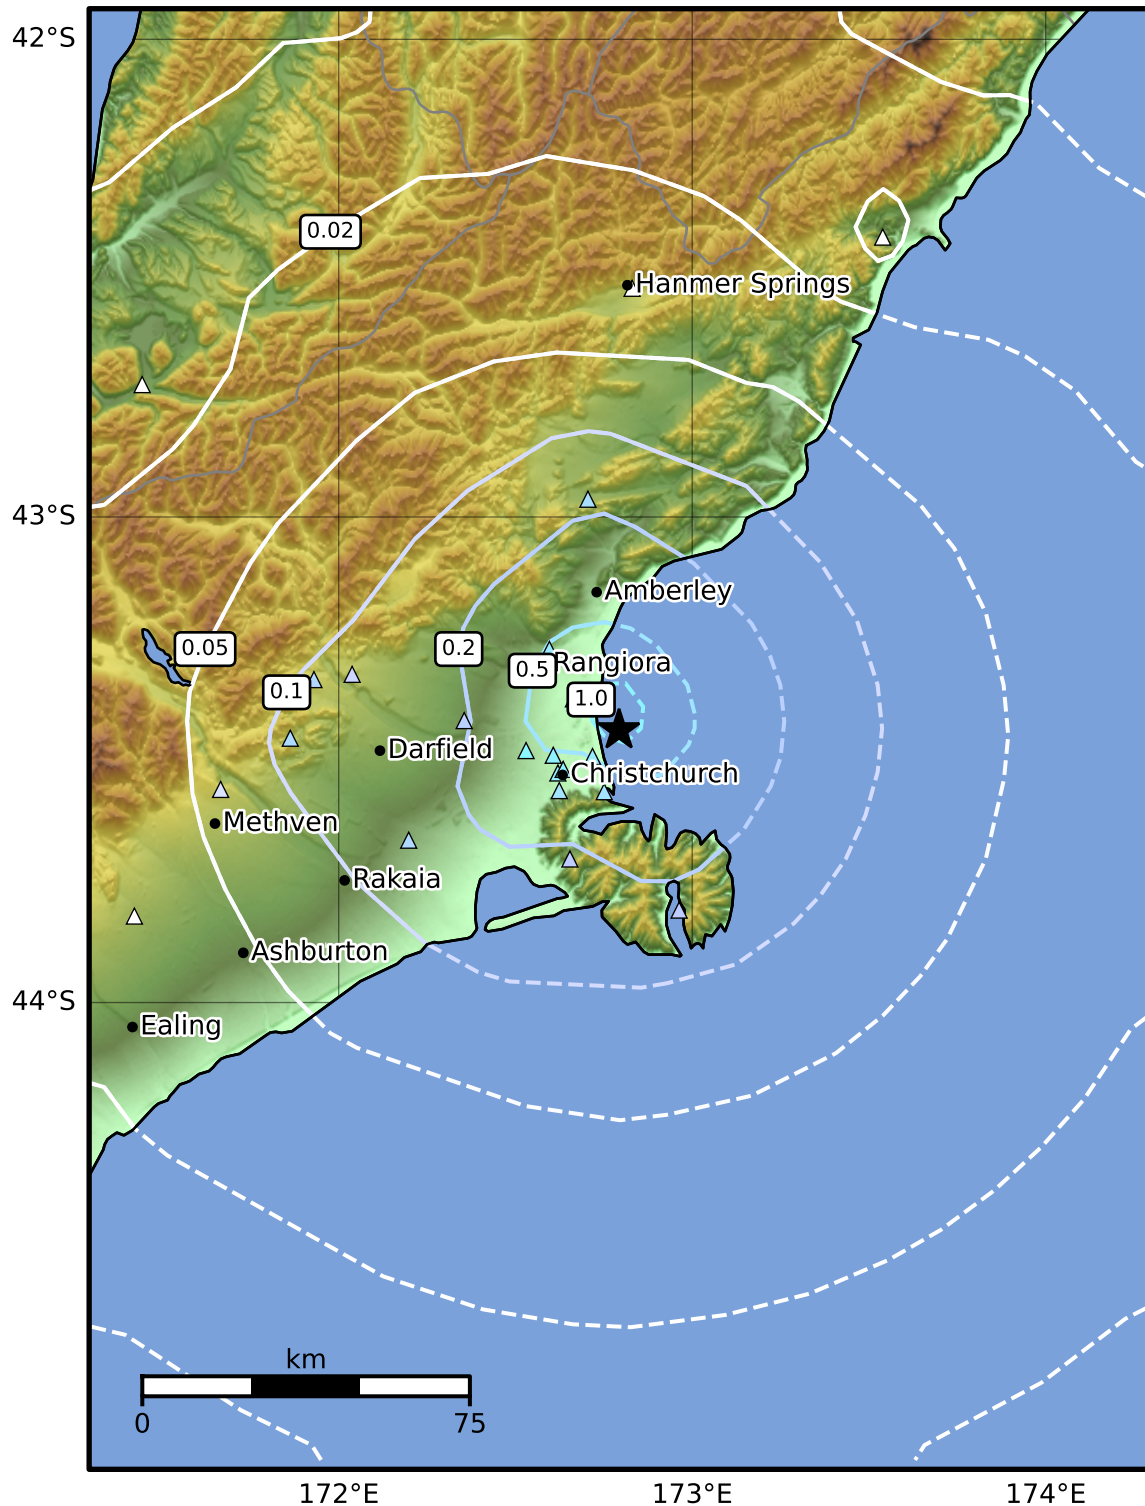 42°S
0.02
Hanmer Springs
43°S
Amberley
0.05
0.2
Rangiora
0.5
0.1
1.0
Darfield
Christchurch
Methven
Rakaia
Ashburton
44°S
Ealing
km
0 75
172°E 173°E 174°E